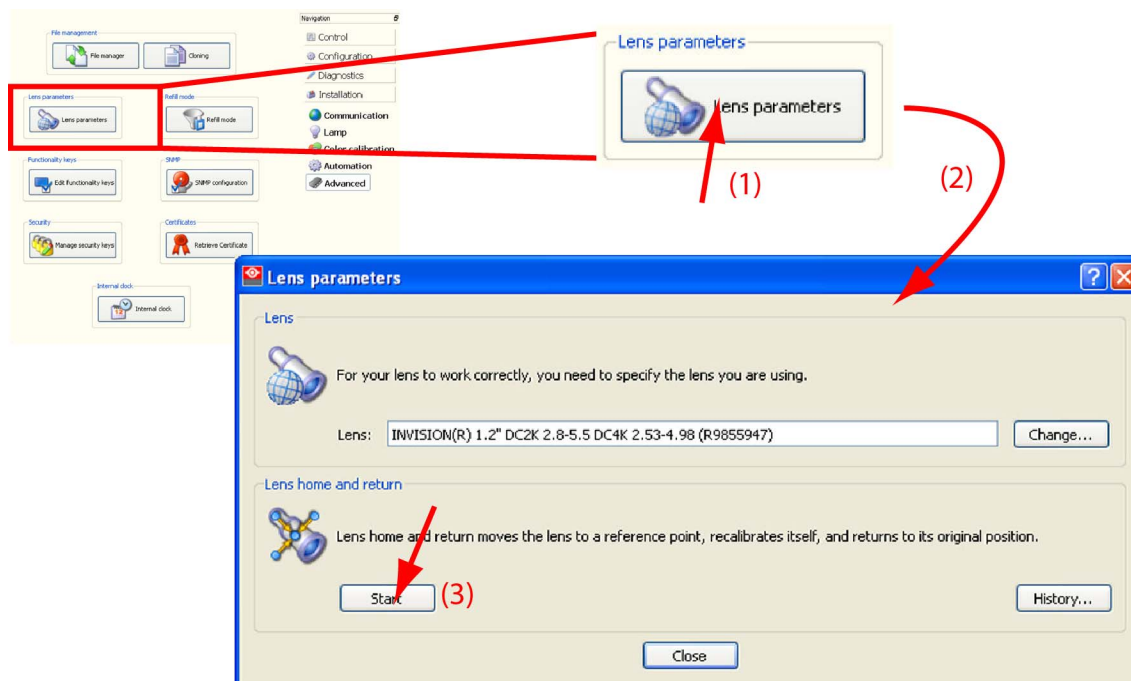 File management
File manager
Cloning
Lens parameters
Lens parameters
Refill mode
Refill mode
Functionality keys
Edit functionality keys
SNMP
SNMP configuration
Security
Manage security keys
Certificates
Retrieve Certificate
Internal clock
12
Internal clock
Navigation
Control
Configuration
Diagnostics
Installation
Communication
Lamp
Color calibration
Automation
Advanced
Lens parameters
Lens parameters
(1)
(2)
Lens parameters
Lens
For your lens to work correctly, you need to specify the lens you are using.
Lens: INVISION(R) 1.2" DC2K 2.8-5.5 DC4K 2.53-4.98 (R9855947) Change...
Lens home and return
Lens home and return moves the lens to a reference point, recalibrates itself, and returns to its original position.
Start (3) History...
Close